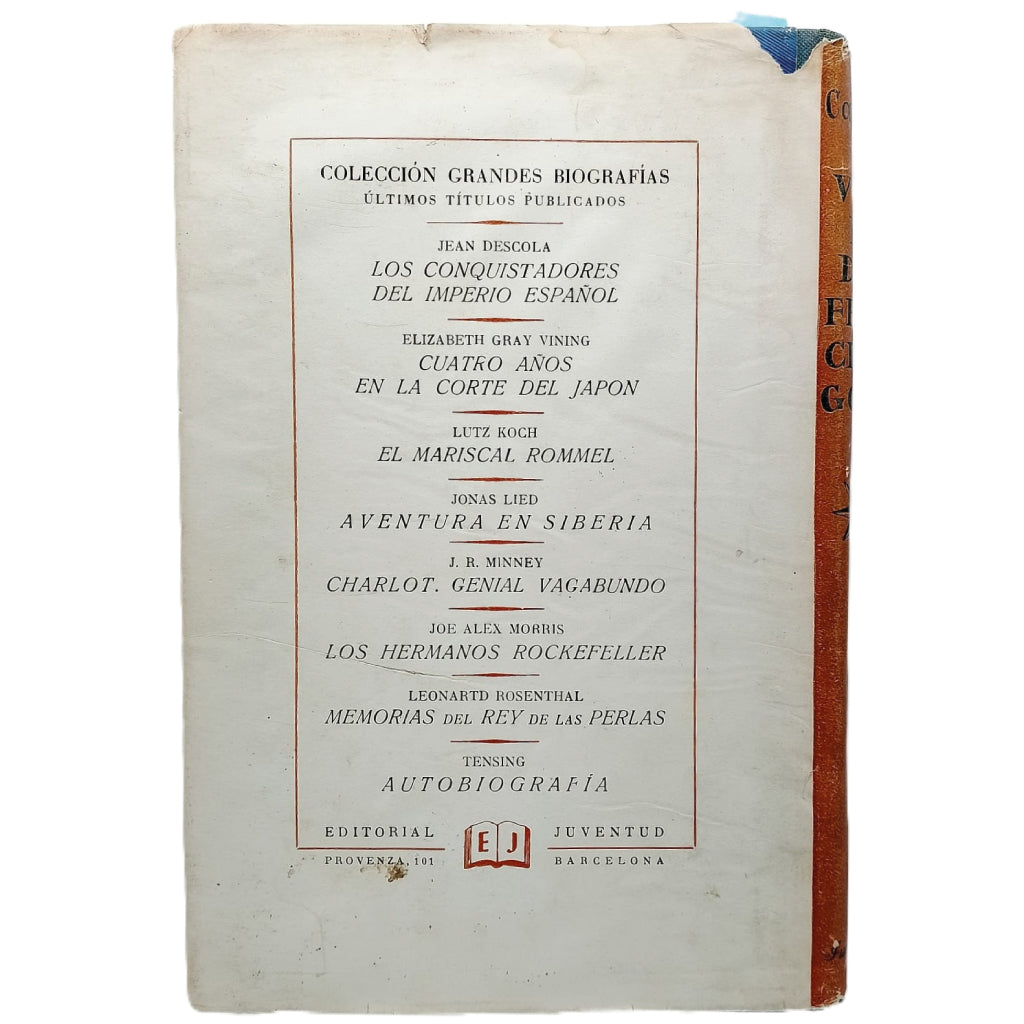 COLECCIÓN GRANDES BIOGRAFÍAS
ÚLTIMOS TÍTULOS PUBLICADOS
JEAN DESCOLA
LOS CONQUISTADORES
DEL IMPERIO ESPAÑOL
ELIZABETH GRAY VINING
CUATRO AÑOS
EN LA CORTE DEL JAPON
LUTZ KOCH
EL MARISCAL ROMMEL
JONAS LIED
AVENTURA EN SIBERIA
J. R. MINNEY
CHARLOT. GENIAL VAGABUNDO
JOE ALEX MORRIS
LOS HERMANOS ROCKEFELLER
LEONARTD ROSENTHAL
MEMORIAS DEL REY DE LAS PERLAS
TENSING
AUTOBIOGRAFÍA
EDITORIAL EJ JUVENTUD
PROVENZA, 101 BARCELONA